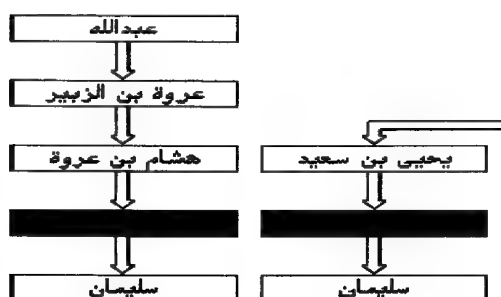 عبدالله
عروة بن الزبير
هشام بن عروة
يحيى بن سعيد
سليمان
سليمان